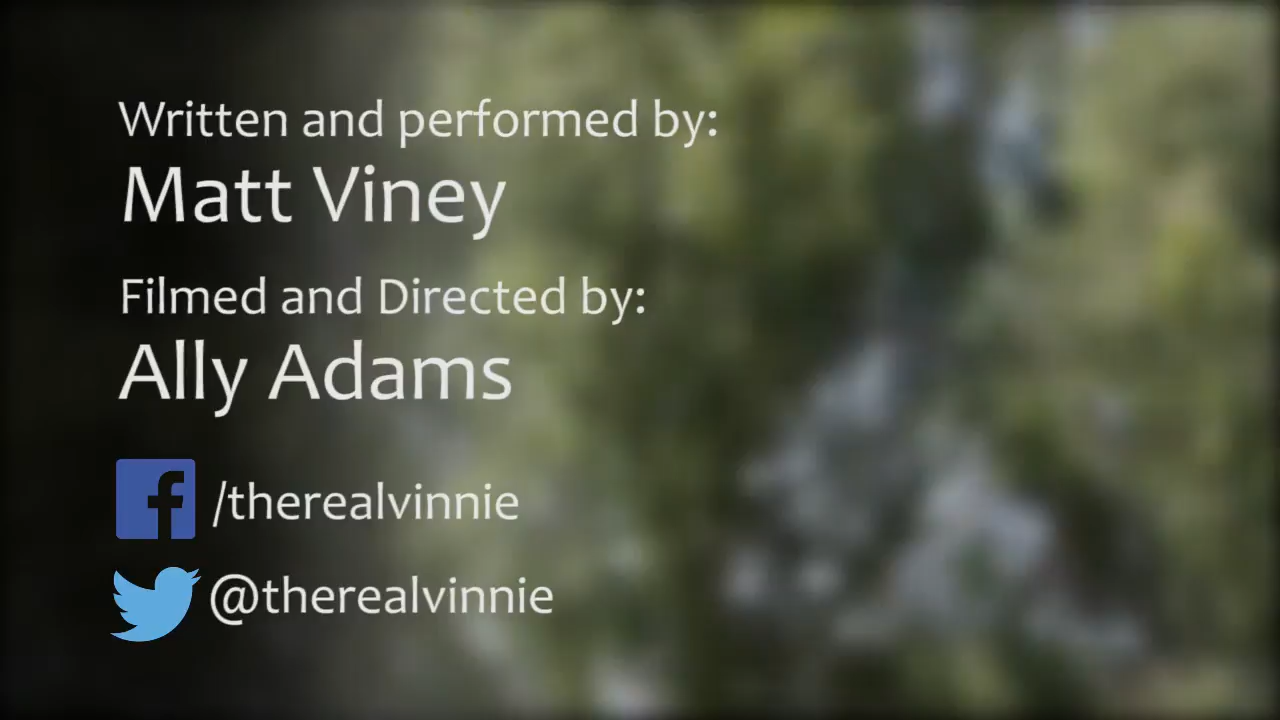 Written and performed by:
Matt Viney
Filmed and Directed by:
Ally Adams
/therealvinnie
@therealvinnie